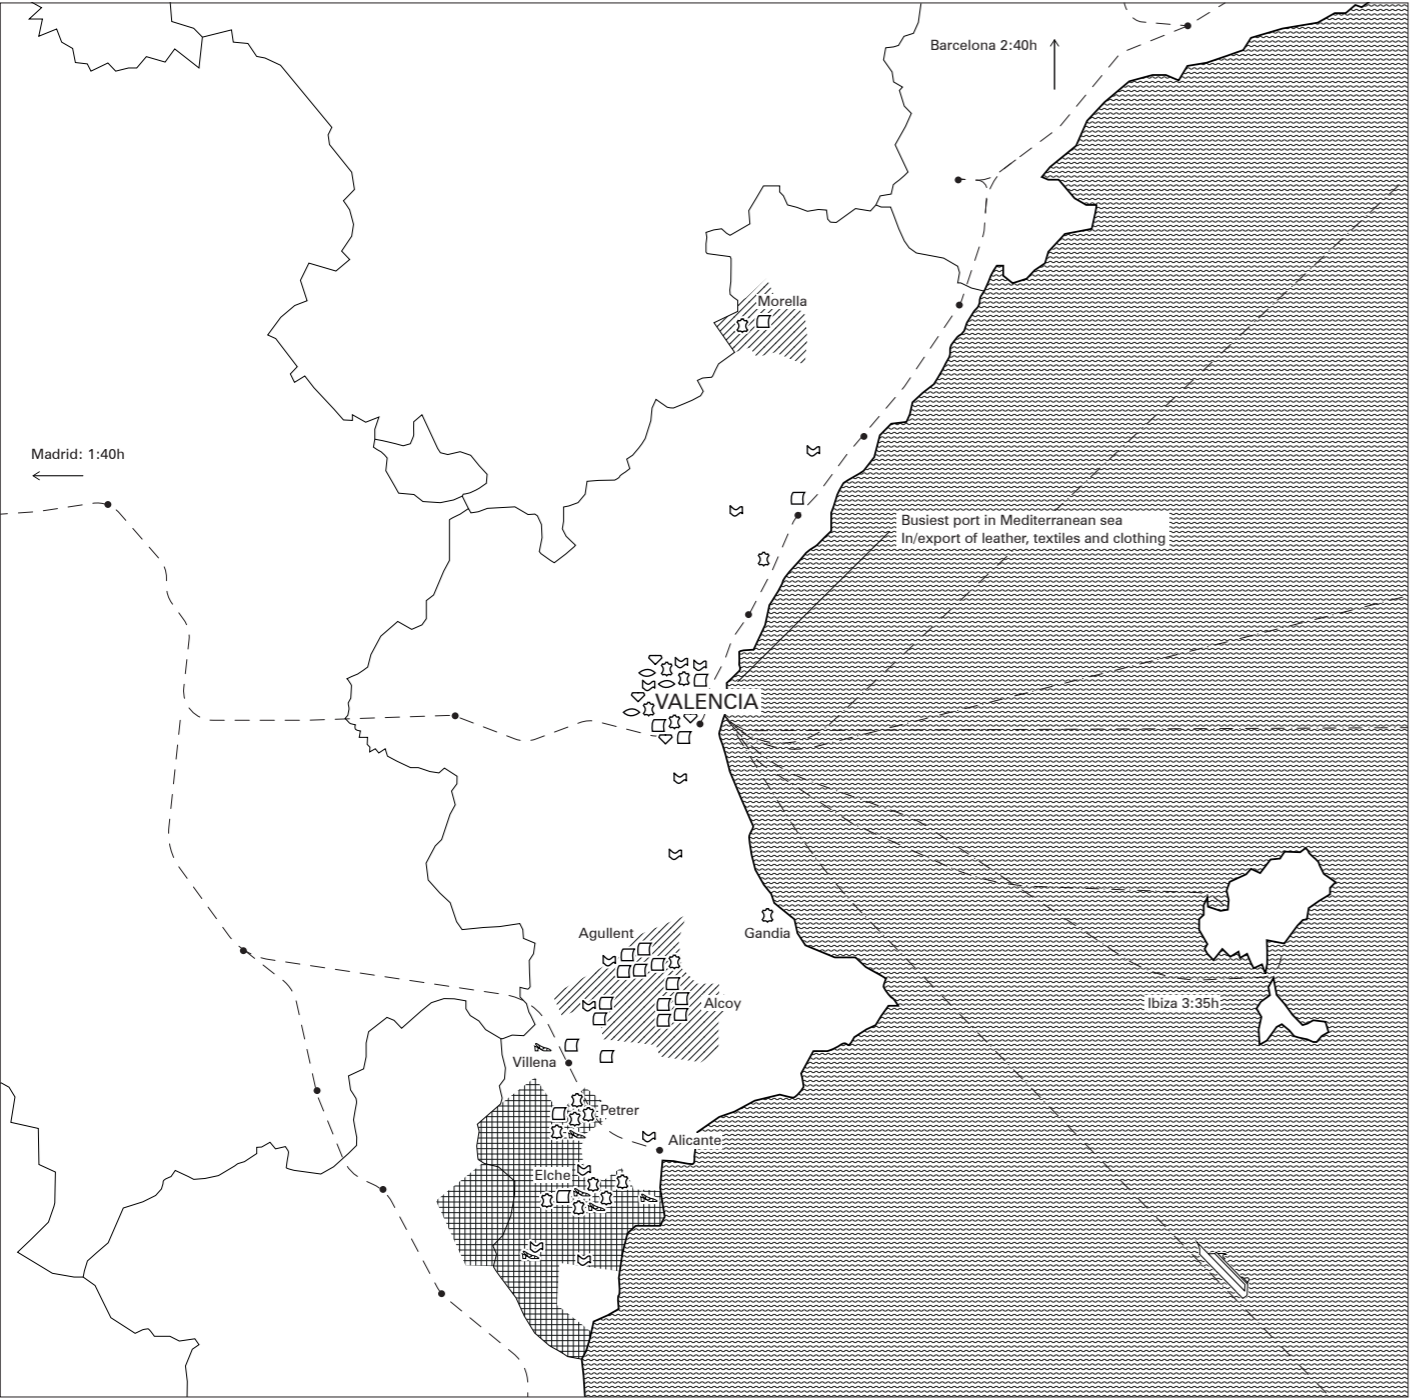 Barcelona 2:40h
Morella
Madrid: 1:40h
Busiest port in Mediterranean sea
In/export of leather, textiles and clothing
VALENCIA
Agullent
Gandia
Alcoy
Ibiza 3:35h
Villena
Petrer
Alicante
Elche